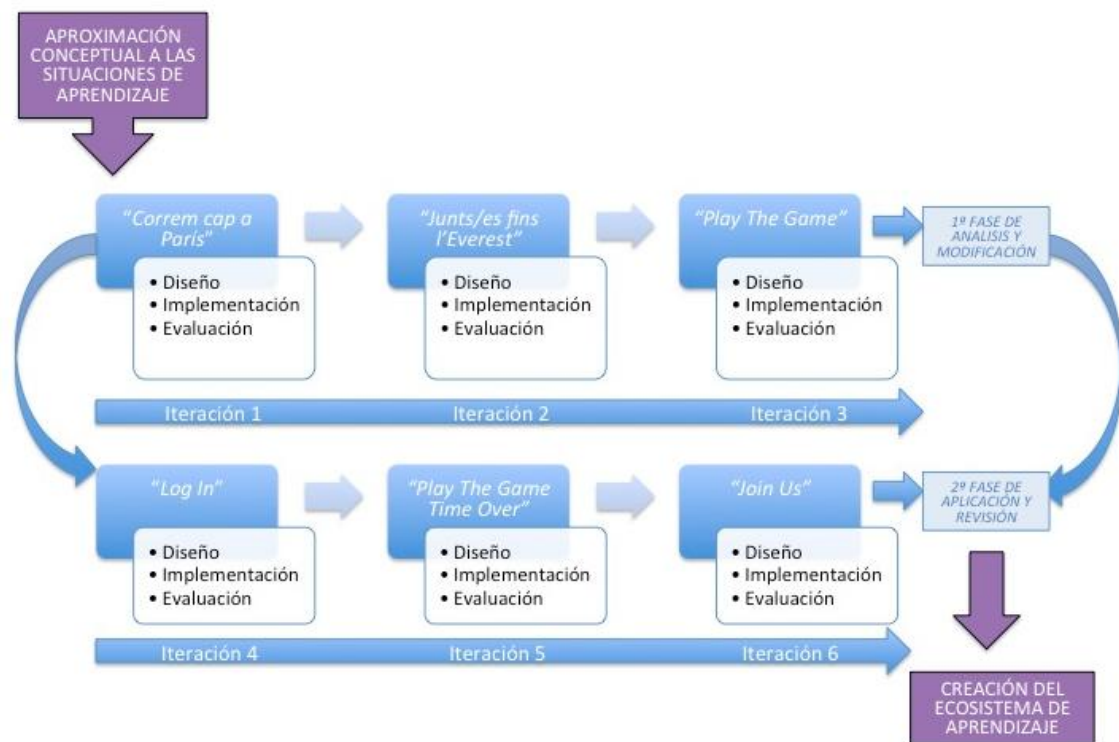 APROXIMACIÓN
CONCEPTUAL A LAS
SITUACIONES DE
APRENDIZAJE
“Correm cap a
París”
• Diseño
• Implementación
• Evaluación
“Junts/es fins
l’Everest”
• Diseño
• Implementación
• Evaluación
“Play The Game”
• Diseño
• Implementación
• Evaluación
1º FASE DE
ANALISIS Y
MODIFICACIÓN
Iteración 1
Iteración 2
Iteración 3
“Log In”
• Diseño
• Implementación
• Evaluación
“Play The Game
Time Over”
• Diseño
• Implementación
• Evaluación
“Join Us”
• Diseño
• Implementación
• Evaluación
2º FASE DE
APLICACIÓN Y
REVISIÓN
Iteración 4
Iteración 5
Iteración 6
CREACIÓN DEL
ECOSISTEMA DE
APRENDIZAJE